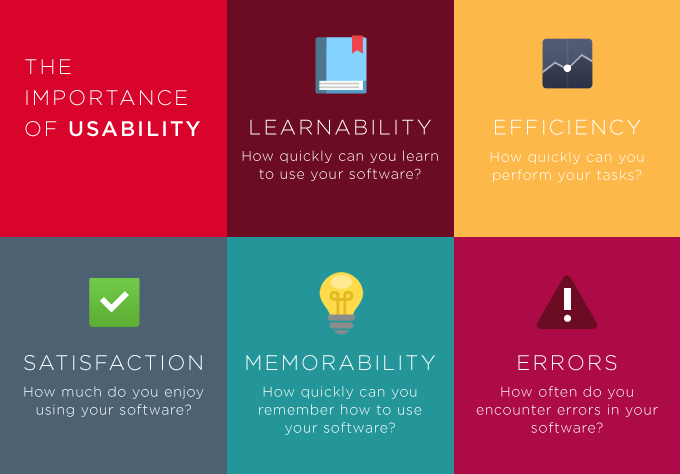 THE
IMPORTANCE
OF USABILITY
LEARNABILITY
How quickly can you learn
to use your software?
EFFICIENCY
How quickly can you
perform your tasks?
SATISFACTION
How much do you enjoy
using your software?
MEMORABILITY
How quickly can you
remember how to use
your software?
ERRORS
How often do you
encounter errors in your
software?